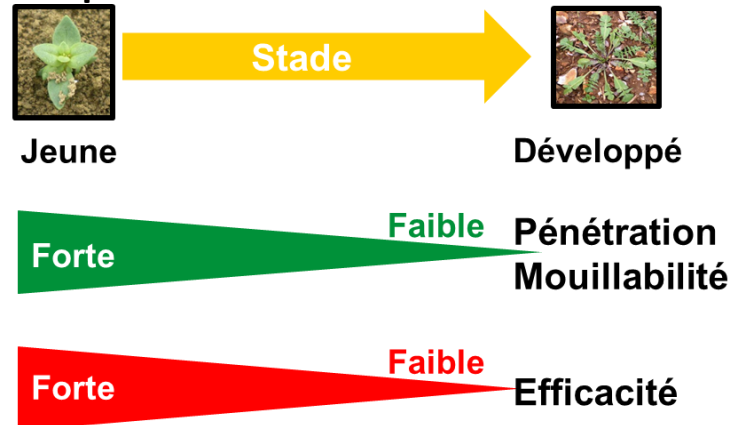 Stade
Jeune
Développé
Forte
Faible
Pénétration
Mouillabilité
Forte
Faible
Efficacité